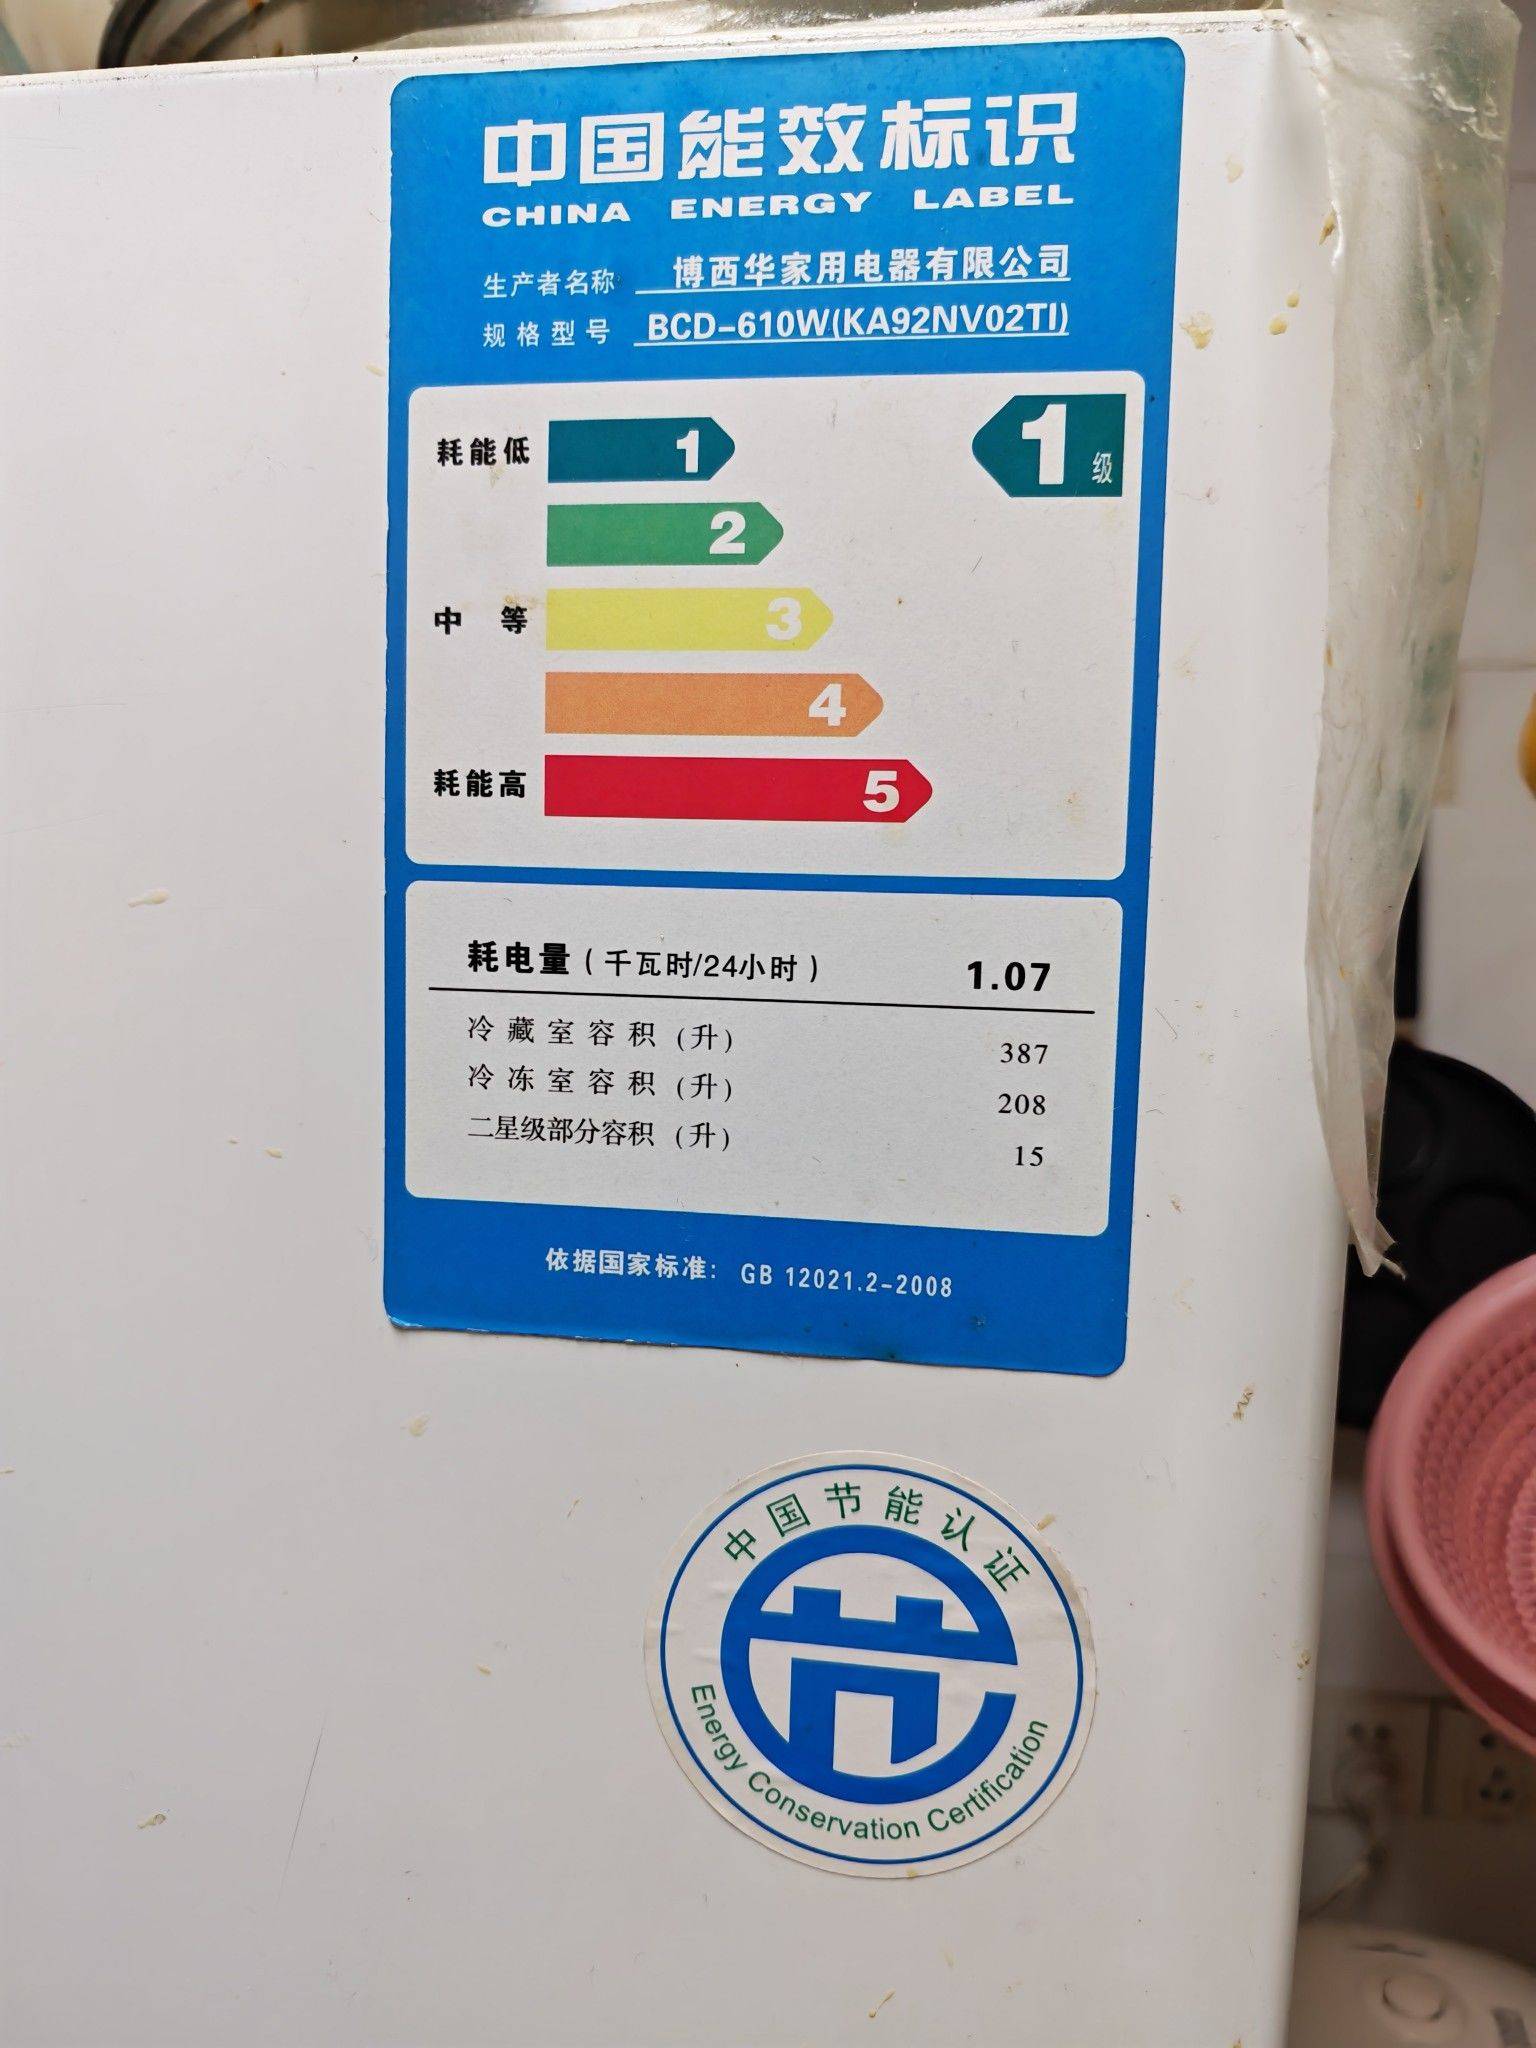 中国能效标识
CHINA ENERGY LABEL
生产者名称 博西华家用电器有限公司
规格型号 BCD-610W(KA92NV02TI)
耗能低 1 1级
2
中 等 3
4
耗能高 5
耗电量(千瓦时/24小时) 1.07
冷藏室容积(升) 387
冷冻室容积(升) 208
二星级部分容积(升) 15
依据国家标准: GB 12021.2-2008
中国节能认证
Energy Conservation Certification